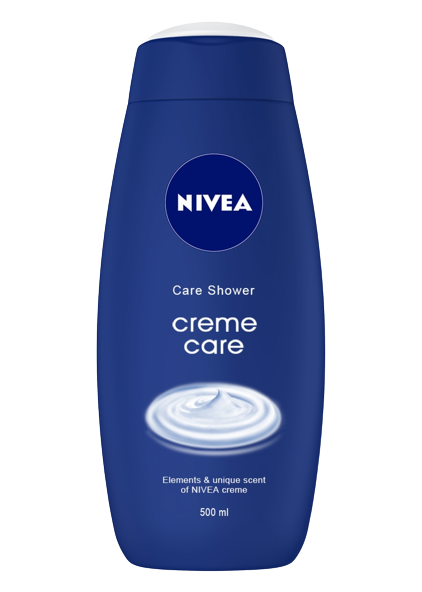 NIVEA
Care Shower
creme
care
Elements & unique scent
of NIVEA creme
500 ml